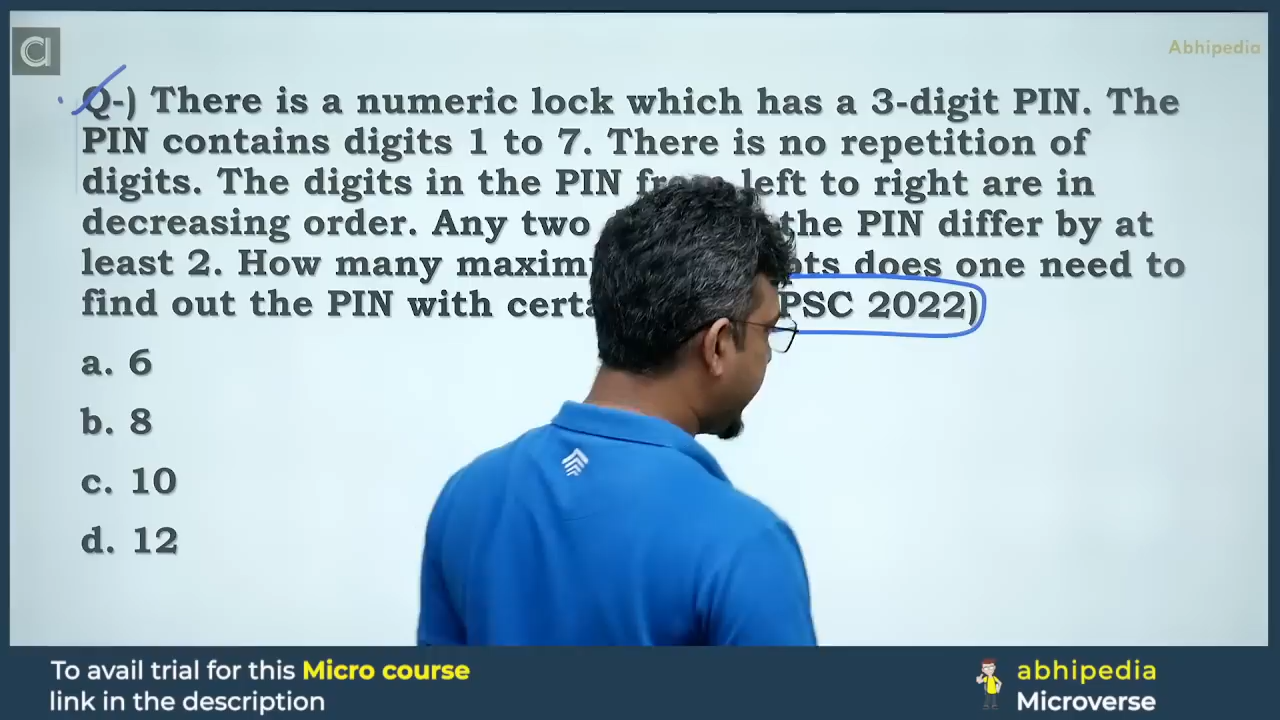 Abhipedia
Q-) There is a numeric lock which has a 3-digit PIN. The
PIN contains digits 1 to 7. There is no repetition of
digits. The digits in the PIN left to right are in
decreasing order. Any two the PIN differ by at
least 2. How many does one need to
find out the PIN with PSC 2022)
a. 6
b. 8
c. 10
d. 12
To avail trial for this Micro course
link in the description
abhipedia
Microverse